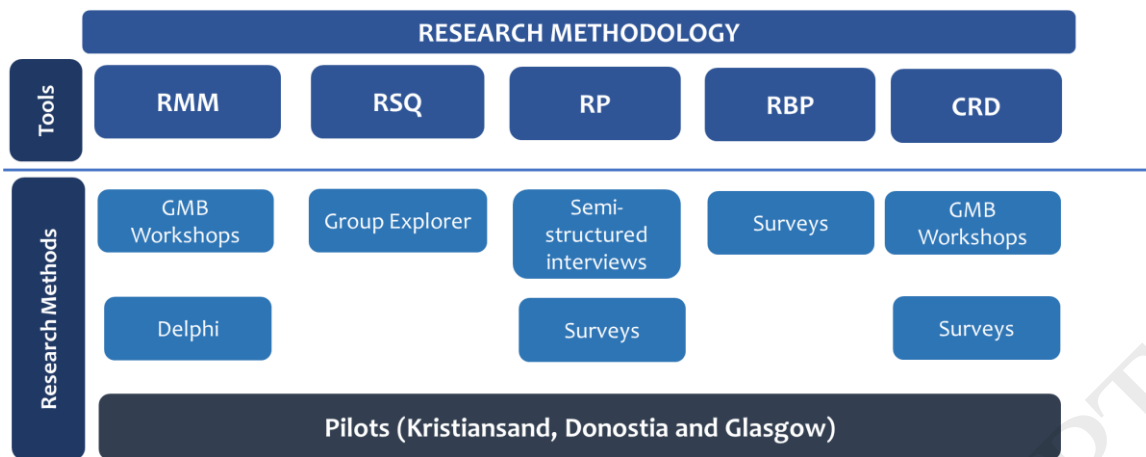 RESEARCH METHODOLOGY
Tools
RMM
RSQ
RP
RBP
CRD
Research Methods
GMB
Workshops
Group Explorer
Semi-
structured
interviews
Surveys
GMB
Workshops
Delphi
Surveys
Surveys
Pilots (Kristiansand, Donostia and Glasgow)